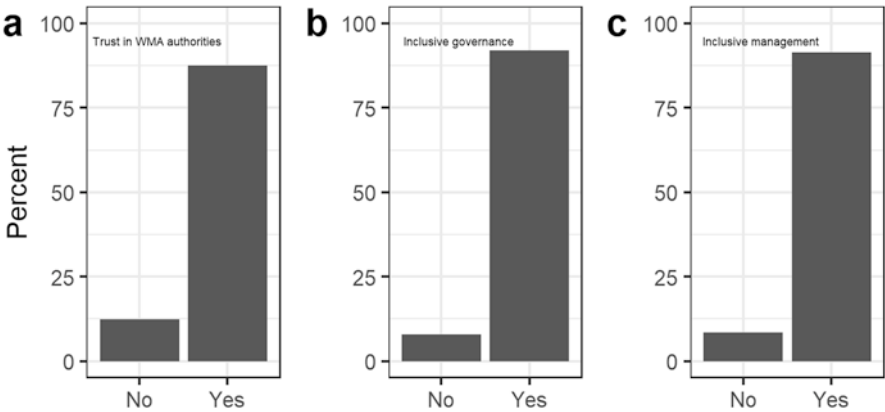 a
Trust in WMA authorities
Percent
100
75
50
25
0
No Yes
b
Inclusive governance
100
75
50
25
0
No Yes
c
Inclusive management
100
75
50
25
0
No Yes